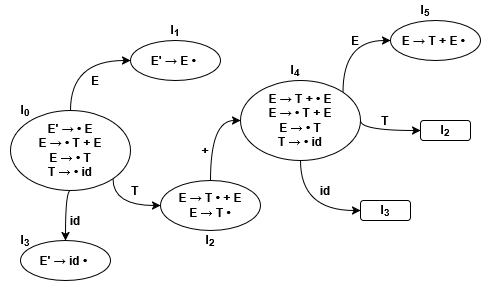 I₅
I₁
E
E → T + E •
E' → E •
I₄
E
I₀
E → T + • E
E → • T + E
E → • T
T → • id
T
I₂
E' → • E
E → • T + E
E → • T
T → • id
+
T
id
E → T • + E
E → T •
I₃
id
I₃
I₂
E' → id •